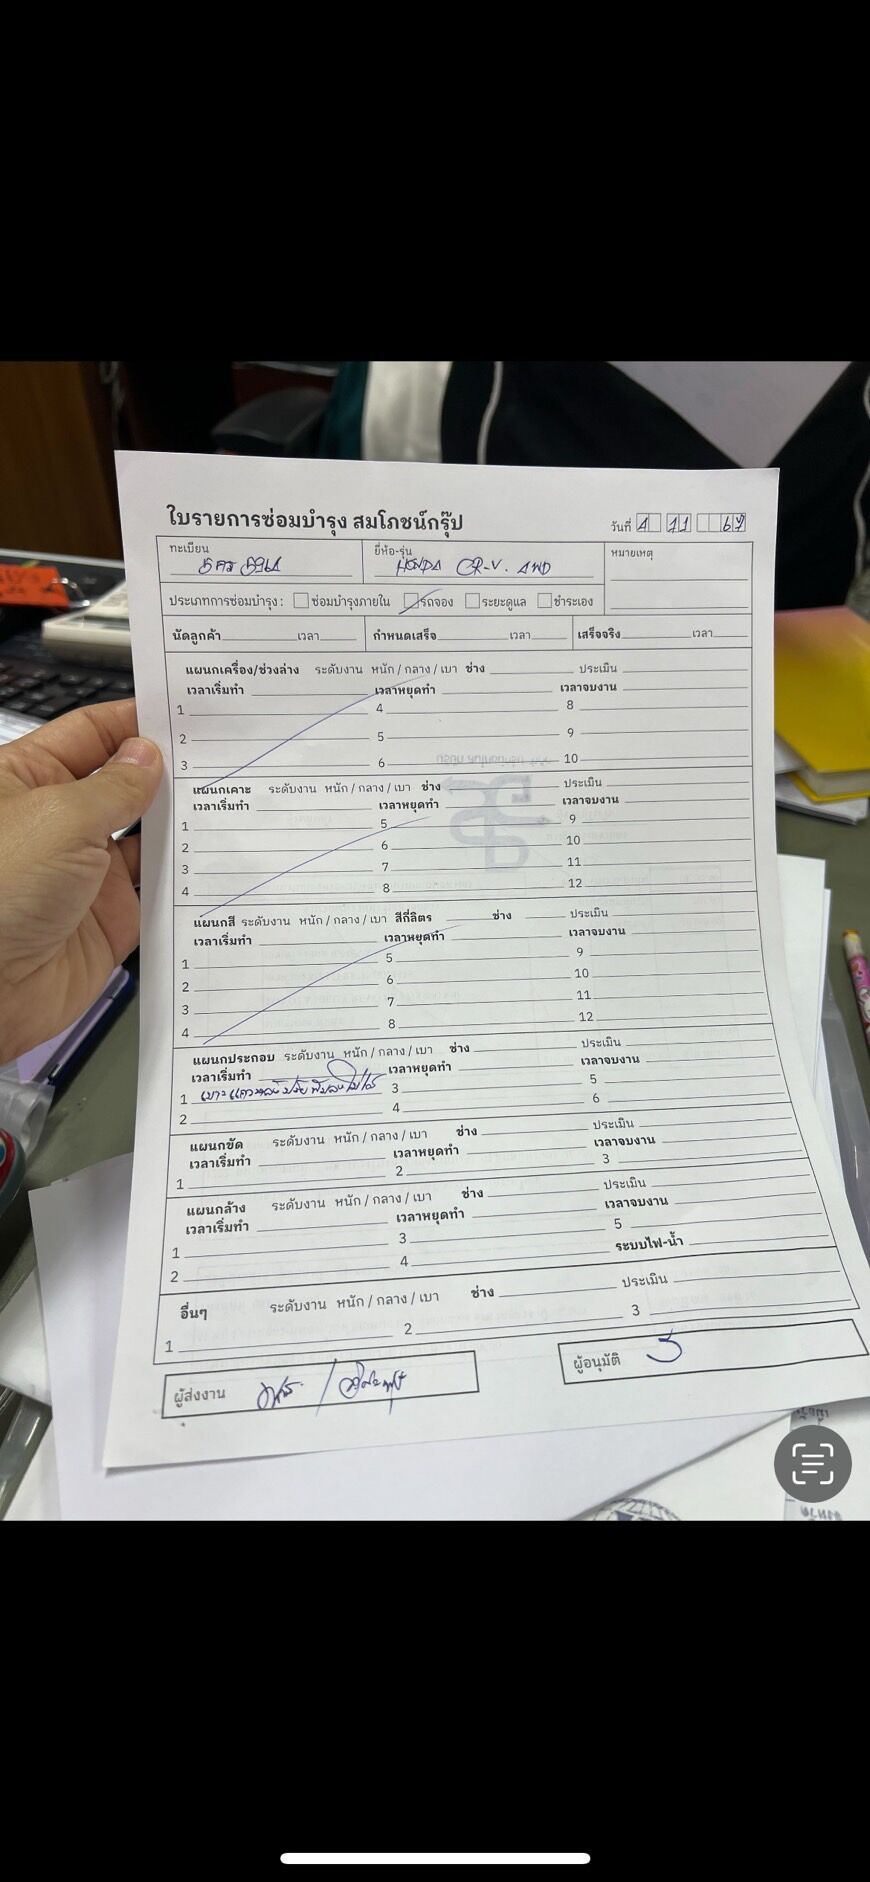 ใบรายการซ่อมบำรุง สมโภชน์กรุ๊ป
วันที่ 4 11 67
ทะเบียน
ยี่ห้อ-รุ่น HONDA CR-V. 4WD
หมายเหตุ
ประเภทการซ่อมบำรุง : ซ่อมบำรุงภายใน รถจอง ระยะดูแล ชำระเอง
นัดลูกค้า เวลา กำหนดเสร็จ เวลา เสร็จจริง เวลา
แผนกเครื่อง/ช่วงล่าง ระดับงาน หนัก / กลาง / เบา ช่าง ประเมิน
เวลาเริ่มทำ เวลาหยุดทำ เวลาจบงาน
1 4 8
2 5 9
3 6 10
แผนกเคาะ ระดับงาน หนัก / กลาง / เบา ช่าง ประเมิน
เวลาเริ่มทำ เวลาหยุดทำ เวลาจบงาน
1 5 9
2 6 10
3 7 11
4 8 12
แผนกสี ระดับงาน หนัก / กลาง / เบา สีกี่ลิตร ช่าง ประเมิน
เวลาเริ่มทำ เวลาหยุดทำ เวลาจบงาน
1 5 9
2 6 10
3 7 11
4 8 12
แผนกประกอบ ระดับงาน หนัก / กลาง / เบา ช่าง ประเมิน
เวลาเริ่มทำ เวลาหยุดทำ เวลาจบงาน
1 เบาะแถวหลัง พับลงไม่ได้ 3 5
2 4 6
แผนกขัด ระดับงาน หนัก / กลาง / เบา ช่าง ประเมิน
เวลาเริ่มทำ เวลาหยุดทำ เวลาจบงาน
1 2 3
แผนกล้าง ระดับงาน หนัก / กลาง / เบา ช่าง ประเมิน
เวลาเริ่มทำ เวลาหยุดทำ เวลาจบงาน
1 3 5
2 4 ระบบไฟ-น้ำ
อื่นๆ ระดับงาน หนัก / กลาง / เบา ช่าง ประเมิน
1 2 3
ผู้ส่งงาน
ผู้อนุมัติ